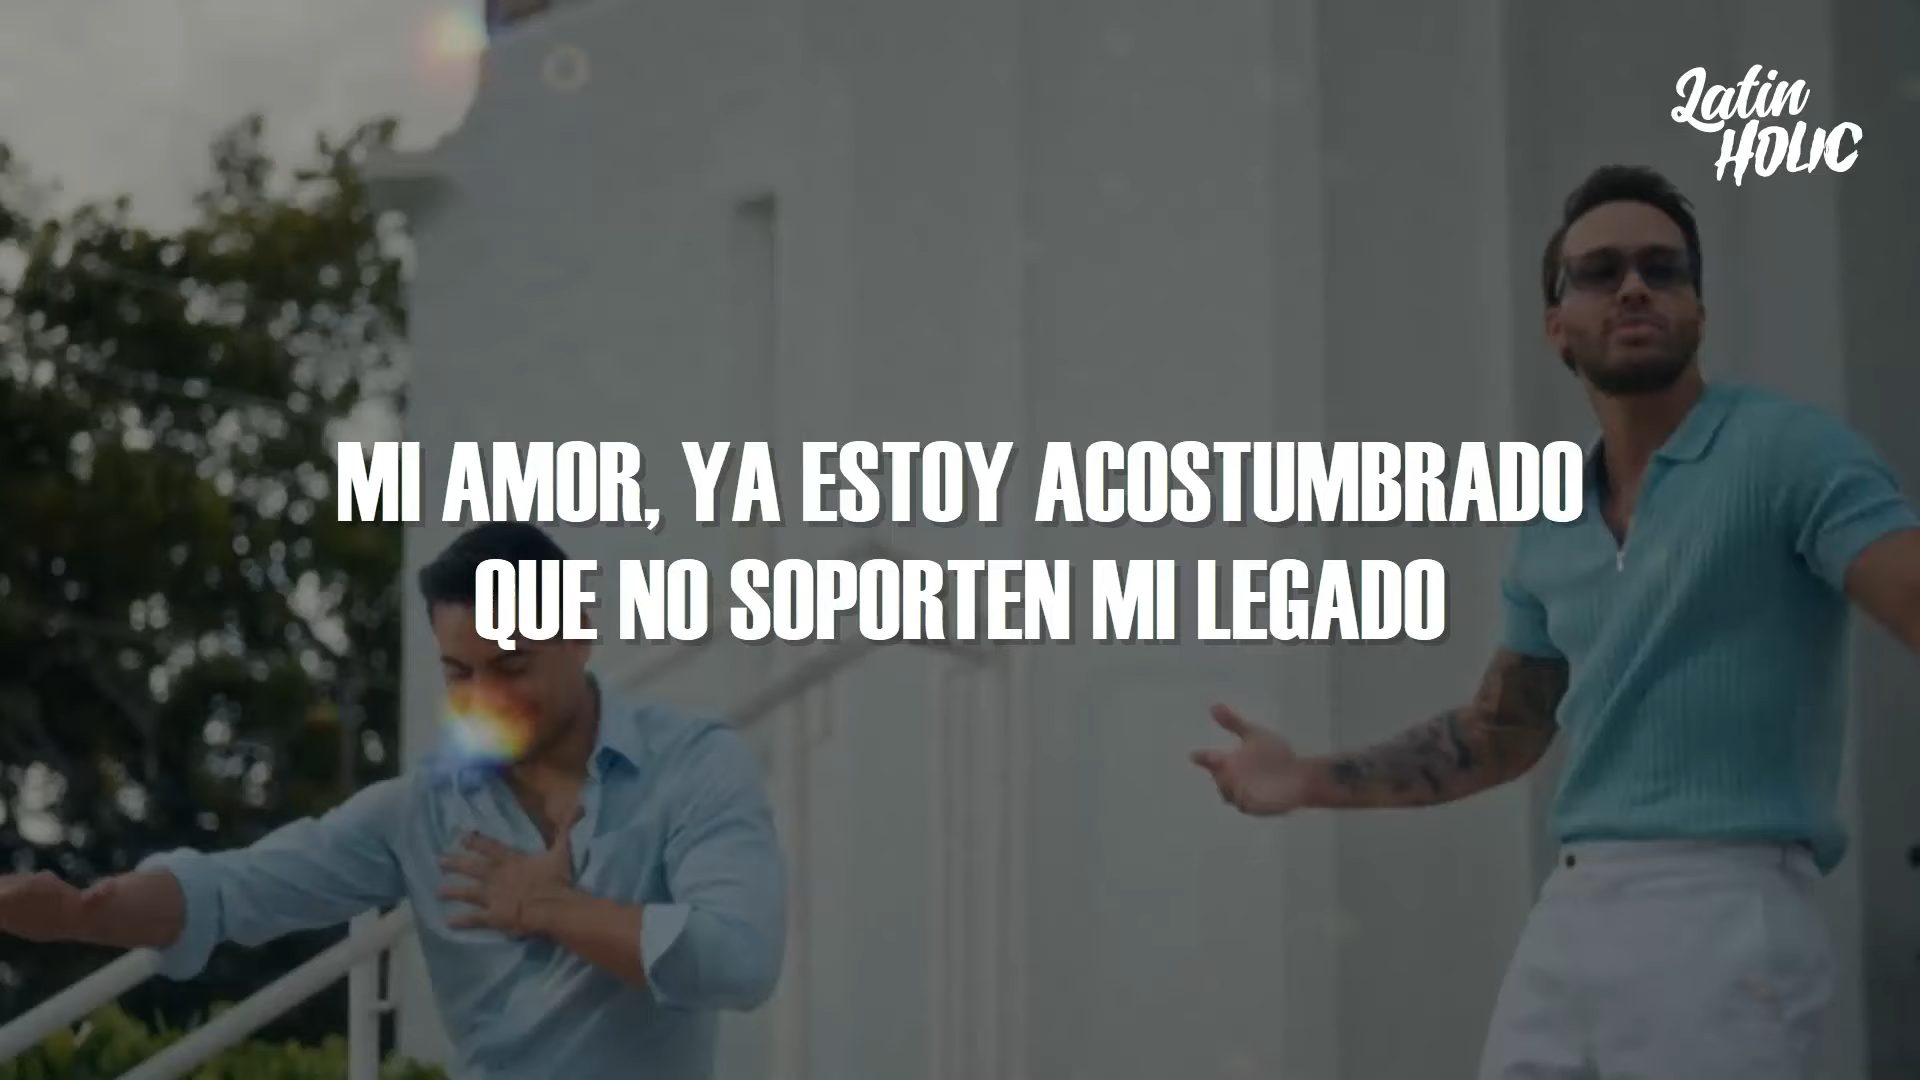 Latin
HOLIC
MI AMOR, YA ESTOY ACOSTUMBRADO
QUE NO SOPORTEN MI LEGADO